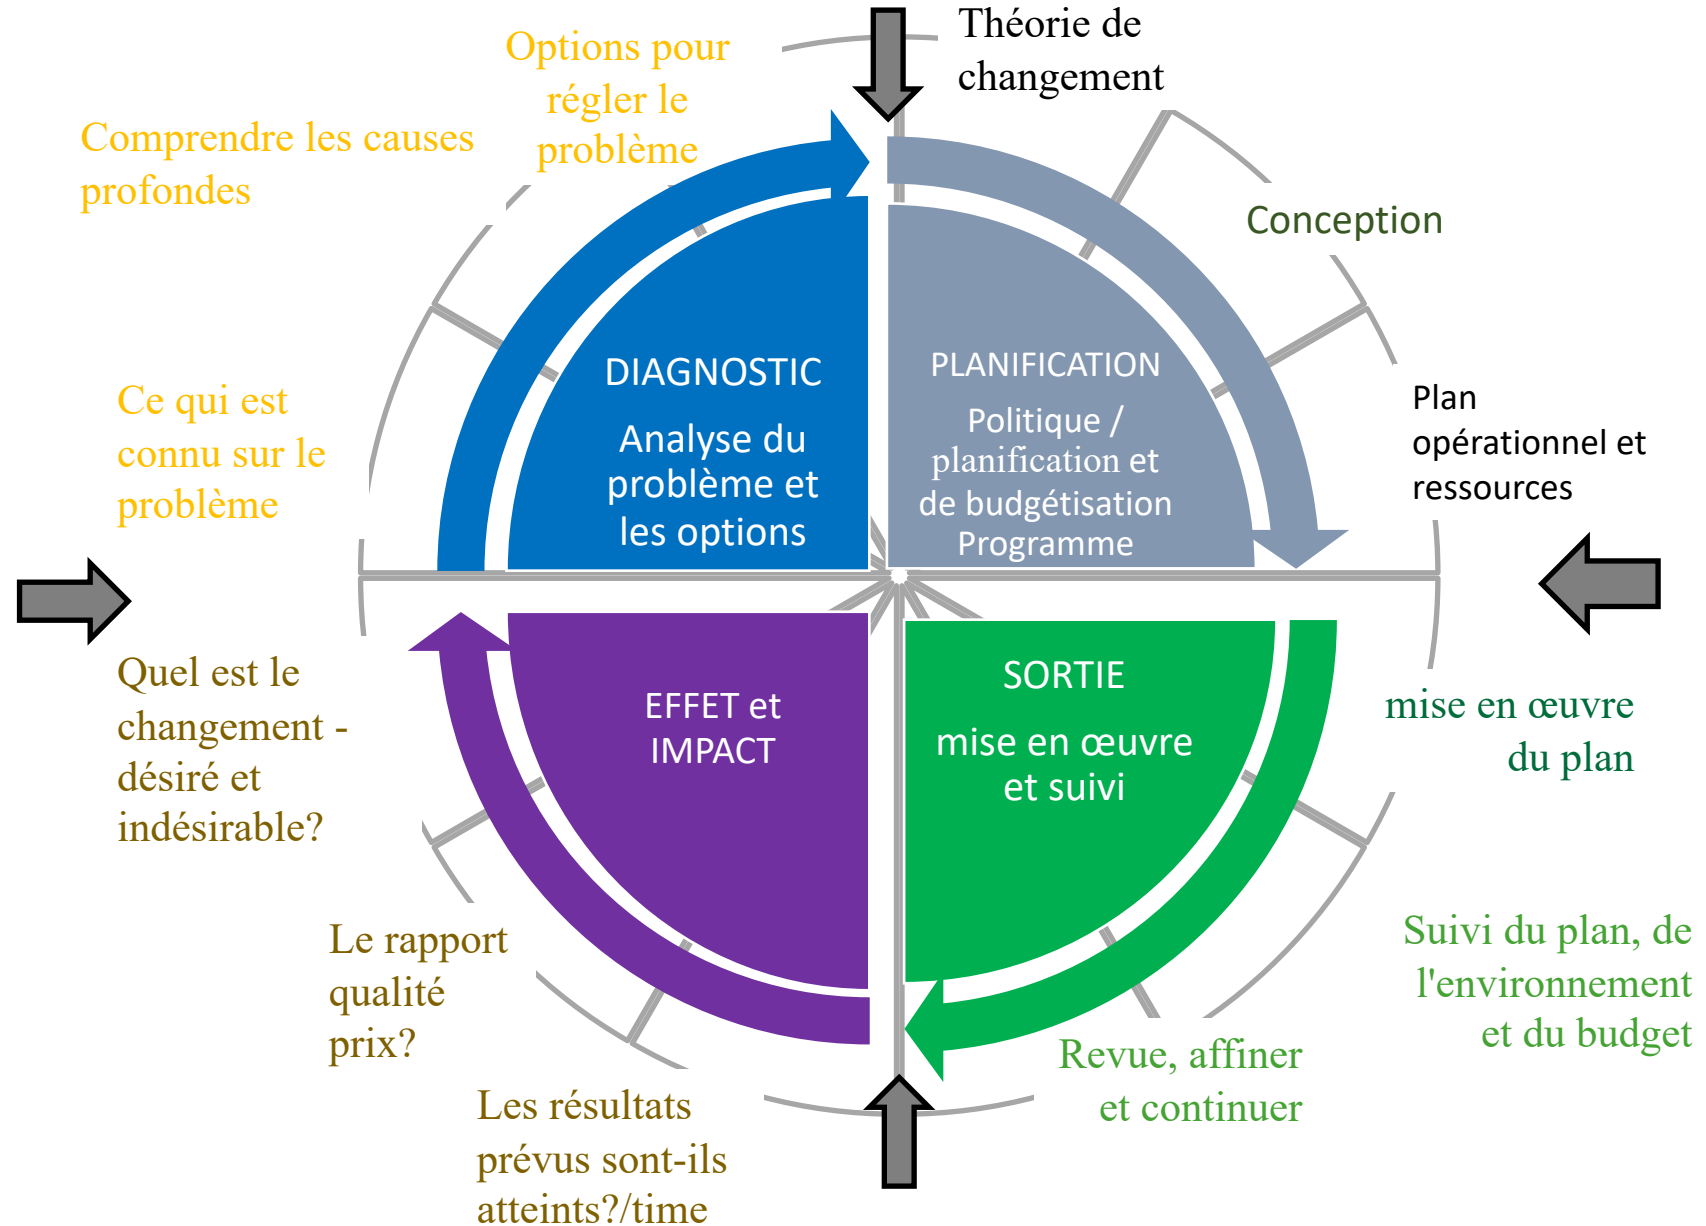 Options pour
régler le
problème
Théorie de
changement
Comprendre les causes
profondes
Conception
Ce qui est
connu sur le
problème
DIAGNOSTIC
Analyse du
problème et
les options
PLANIFICATION
Politique /
planification et
de budgétisation
Programme
Plan
opérationnel et
ressources
Quel est le
changement -
désiré et
indésirable?
EFFET et
IMPACT
SORTIE
mise en œuvre
et suivi
mise en œuvre
du plan
Le rapport
qualité
prix?
Suivi du plan, de
l'environnement
et du budget
Les résultats
prévus sont-ils
atteints?/time
Revue, affiner
et continuer